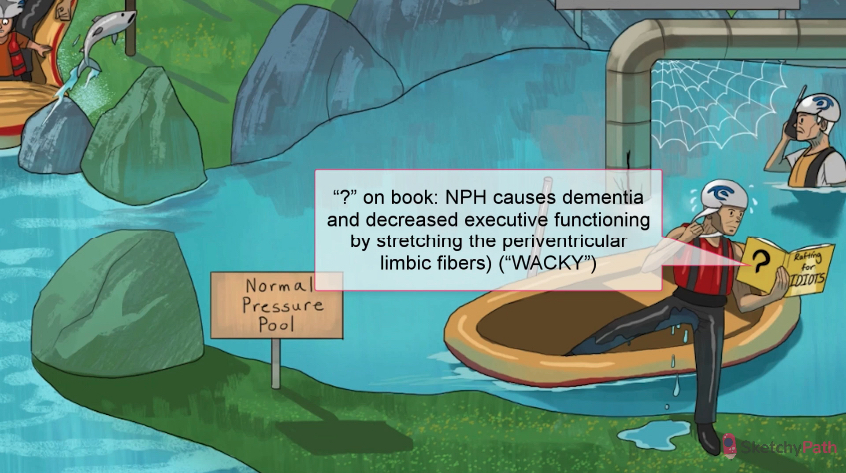 “?” on book: NPH causes dementia
and decreased executive functioning
by stretching the periventricular
limbic fibers) (“WACKY”)
?
Rafting
for
IDIOTS
Normal
Pressure
Pool
SketchyPath